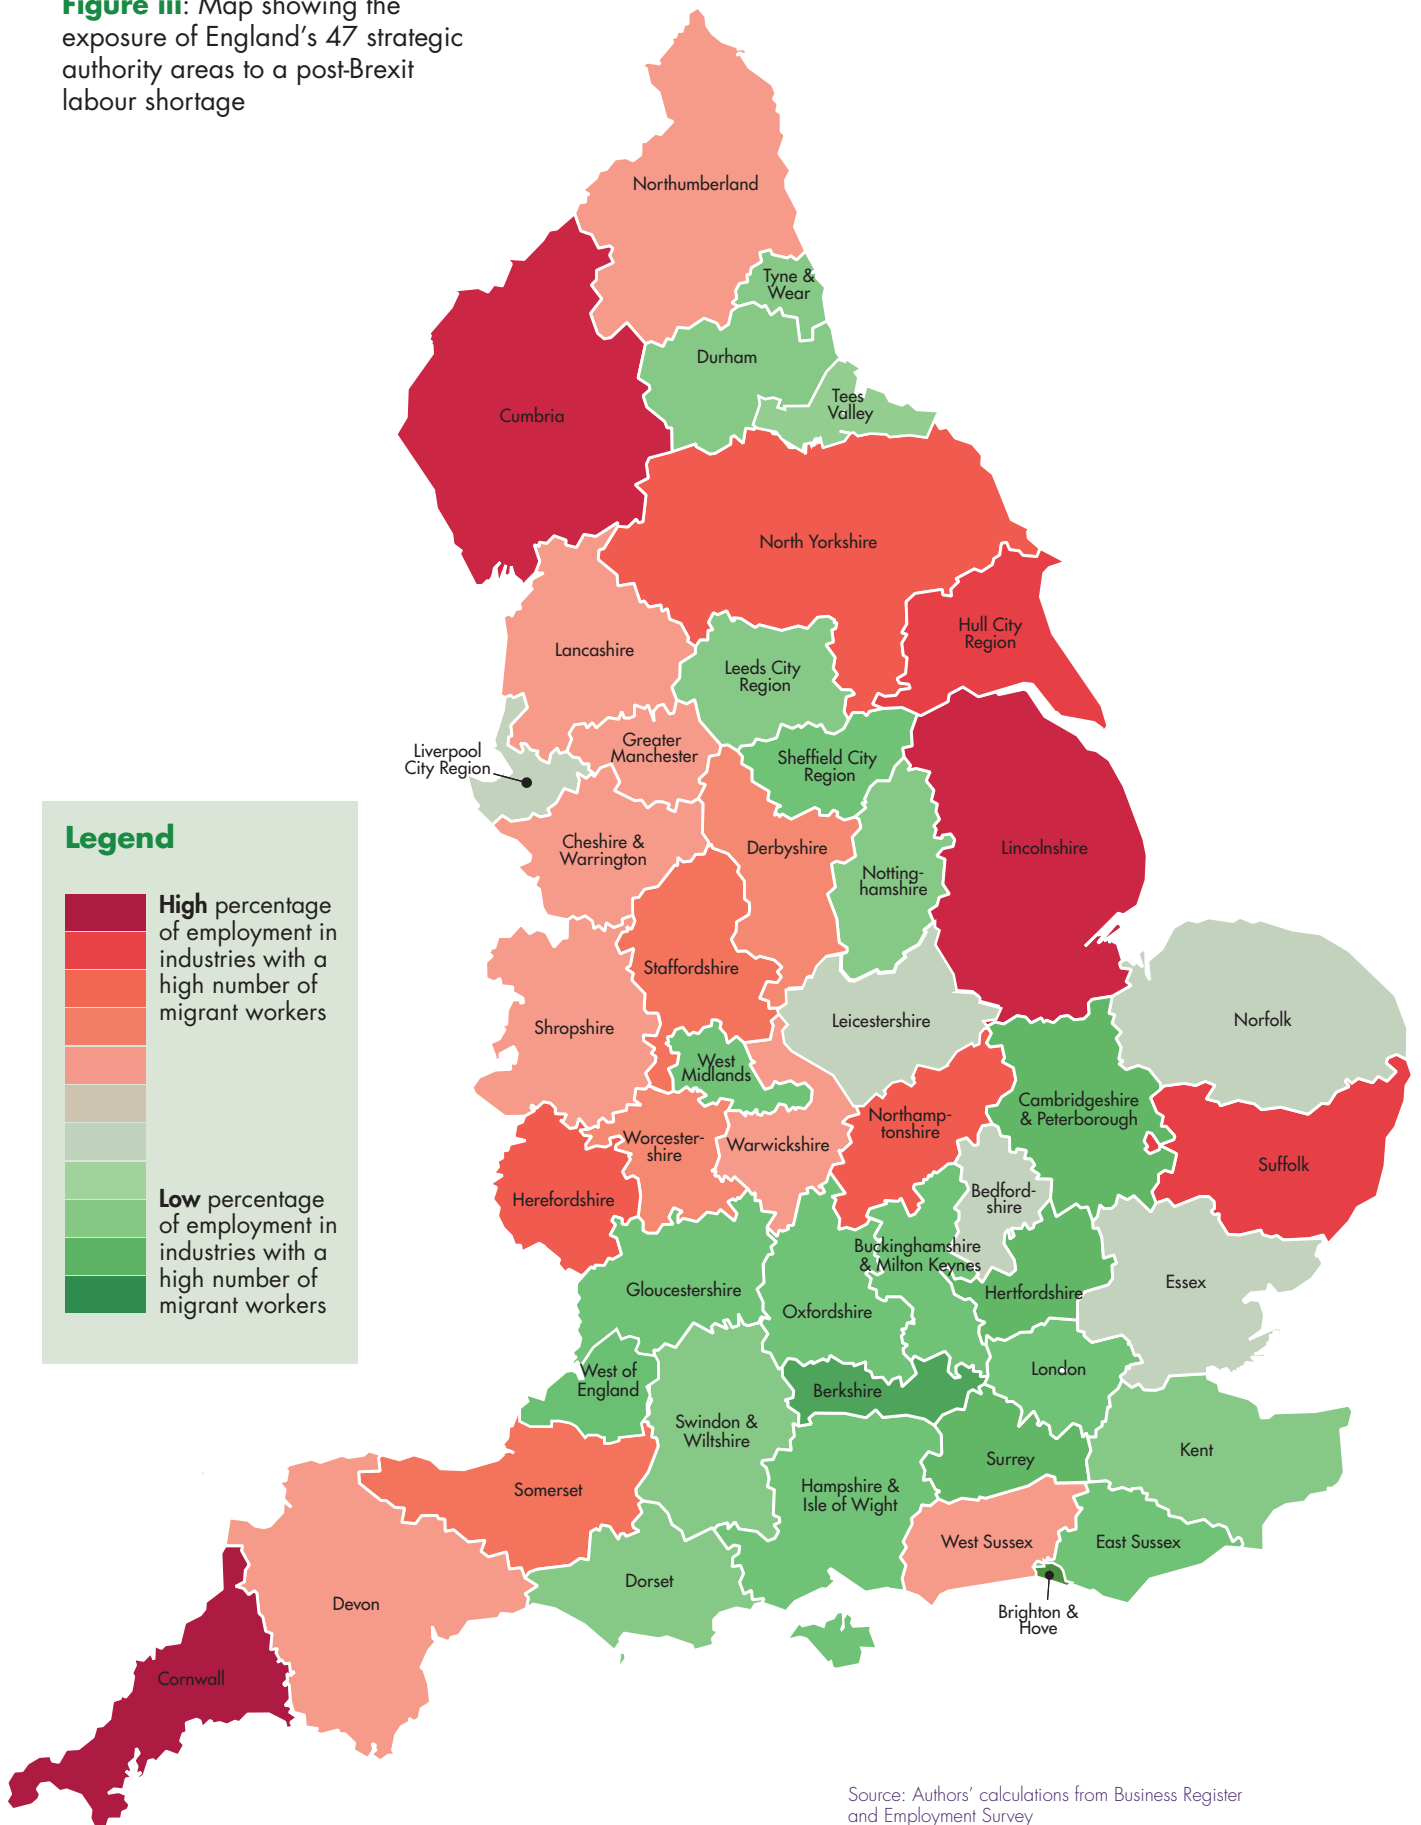 Figure iii: Map showing the
exposure of England's 47 strategic
authority areas to a post-Brexit
labour shortage
Northumberland
Tyne &
Wear
Durham
Tees
Valley
Cumbria
North Yorkshire
Hull City
Region
Lancashire
Leeds City
Region
Greater
Manchester
Liverpool
City Region
Sheffield City
Region
Cheshire &
Warrington
Derbyshire
Lincolnshire
Notting-
hamshire
Staffordshire
Shropshire
Leicestershire
Norfolk
West
Midlands
Cambridgeshire
& Peterborough
Northamp-
tonshire
Worcester-
shire
Warwickshire
Suffolk
Herefordshire
Bedford-
shire
Buckinghamshire
& Milton Keynes
Essex
Gloucestershire
Hertfordshire
Oxfordshire
West of
England
London
Berkshire
Swindon &
Wiltshire
Kent
Surrey
Somerset
Hampshire &
Isle of Wight
West Sussex
East Sussex
Dorset
Devon
Brighton &
Hove
Cornwall
Legend
High percentage
of employment in
industries with a
high number of
migrant workers
Low percentage
of employment in
industries with a
high number of
migrant workers
Source: Authors' calculations from Business Register
and Employment Survey